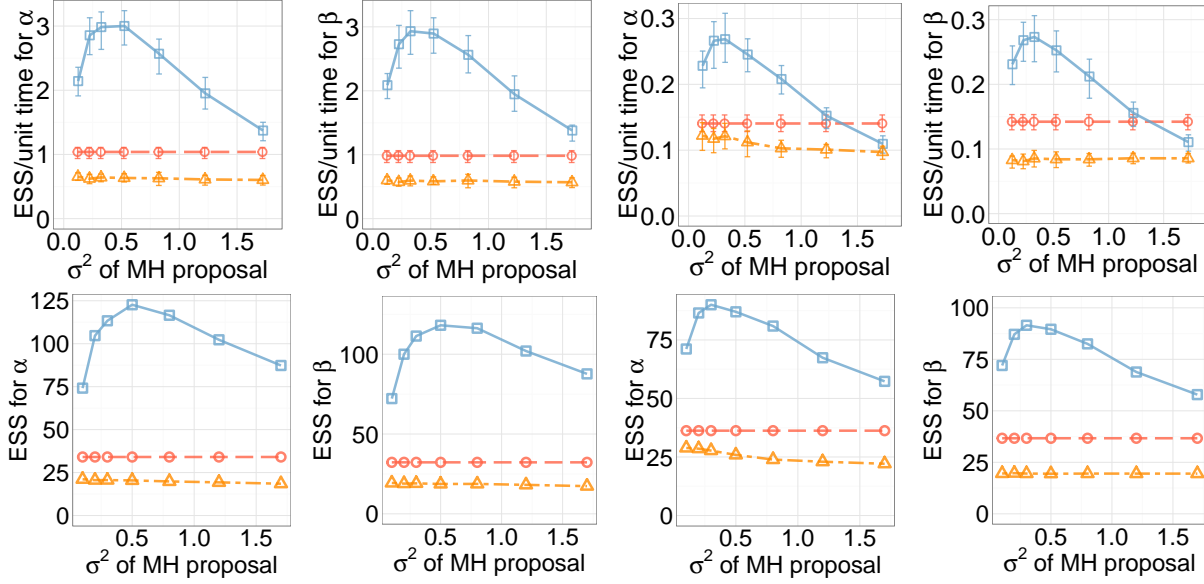 ESS/unit time for α
3
2
1
0
0.0 0.5 1.0 1.5
σ² of MH proposal
ESS/unit time for β
3
2
1
0
0.0 0.5 1.0 1.5
σ² of MH proposal
ESS/unit time for α
0.3
0.2
0.1
0.0
0.0 0.5 1.0 1.5
σ² of MH proposal
ESS/unit time for β
0.3
0.2
0.1
0.0
0.0 0.5 1.0 1.5
σ² of MH proposal
ESS for α
125
100
75
50
25
0
0.5 1.0 1.5
σ² of MH proposal
ESS for β
100
50
0
0.5 1.0 1.5
σ² of MH proposal
ESS for α
75
50
25
0
0.5 1.0 1.5
σ² of MH proposal
ESS for β
100
75
50
25
0
0.5 1.0 1.5
σ² of MH proposal